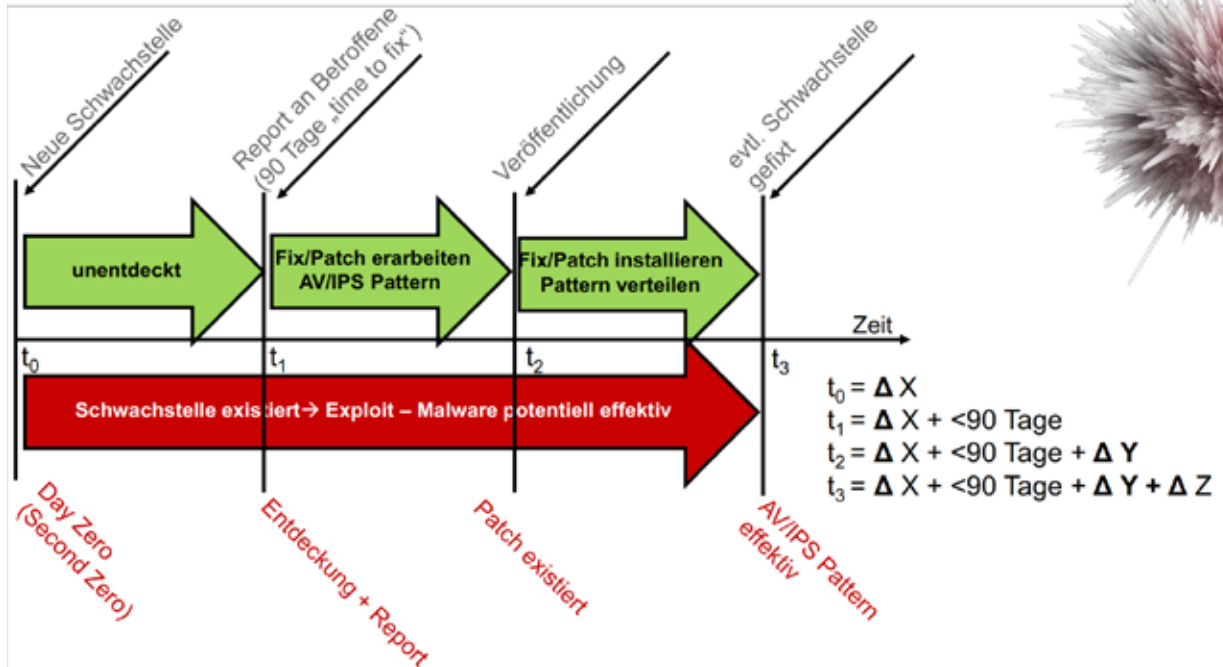 Neue Schwachstelle
Report an Betroffene
(90 Tage „time to fix“)
Veröffentlichung
evtl. Schwachstelle
gefixt
unentdeckt
Fix/Patch erarbeiten
AV/IPS Pattern
Fix/Patch installieren
Pattern verteilen
Zeit
t0
t1
t2
t3
Schwachstelle existiert→ Exploit – Malware potentiell effektiv
t0 = Δ X
t1 = Δ X + <90 Tage
t2 = Δ X + <90 Tage + Δ Y
t3 = Δ X + <90 Tage + Δ Y + Δ Z
Day Zero
(Second Zero)
Entdeckung + Report
Patch existiert
AV/IPS Pattern
effektiv